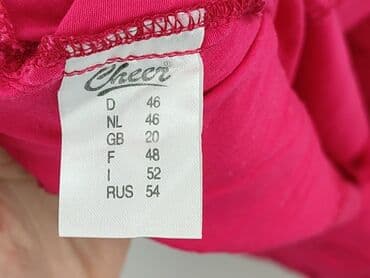 Cheer
D 46
NL 46
GB 20
F 48
I 52
RUS 54